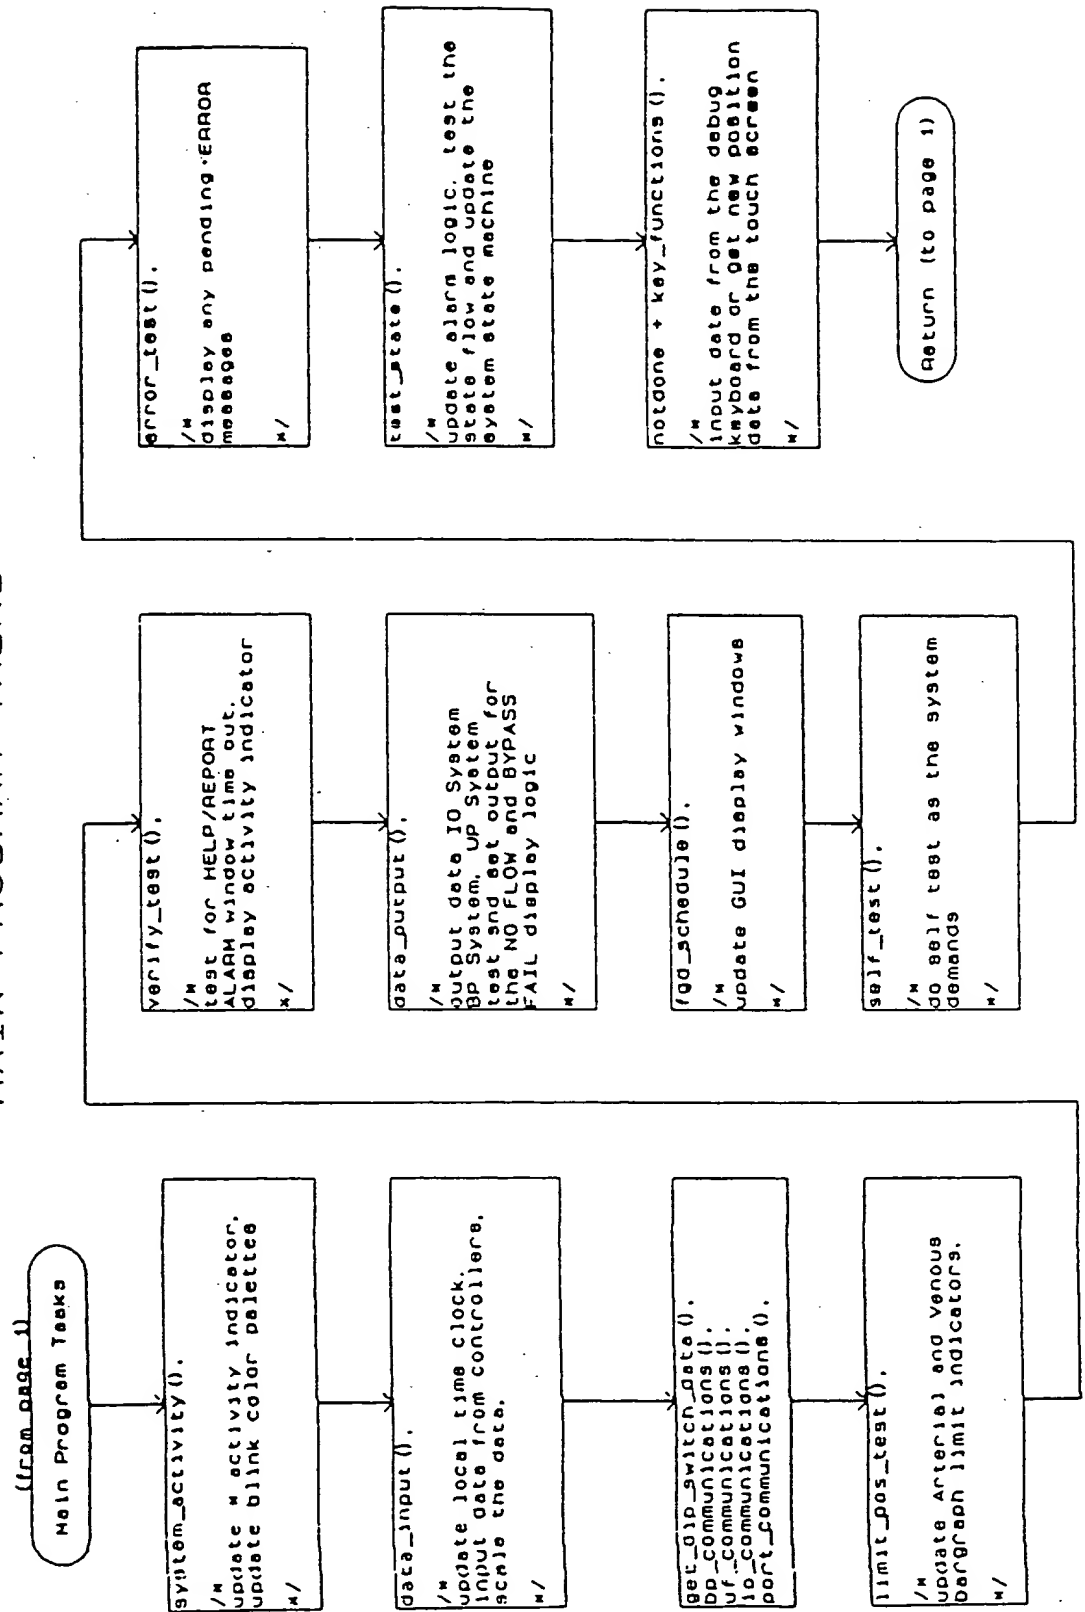 (from page 1)
Main Program Tasks
system_activity().
/*
update * activity indicator.
update blink color palettes
*/
data_input().
/*
update local time clock.
input data from controllers.
scale the data.
*/
get_dip_switch_data().
bp_communications().
uf_communications().
io_communications().
port_communications().
limit_pos_test().
/*
update Arterial and Venous
bargraph limit indicators.
*/
verify_test().
/*
test for HELP/REPORT
ALARM window time out.
display activity indicator
*/
data_output().
/*
output data IO System
BP System. UP System
test and set output for
the NO FLOW and BYPASS
FAIL display logic
*/
fgd_schedule().
/*
update GUI display windows
*/
self_test().
/*
do self test as the system
demands
*/
error_test().
/*
display any pending ERROR
messages
*/
test_state().
/*
update alarm logic. test the
state flow and update the
system state machine
*/
notdone + key_functions().
/*
input date from the debug
keyboard or get new position
data from the touch screen
*/
Return (to page 1)